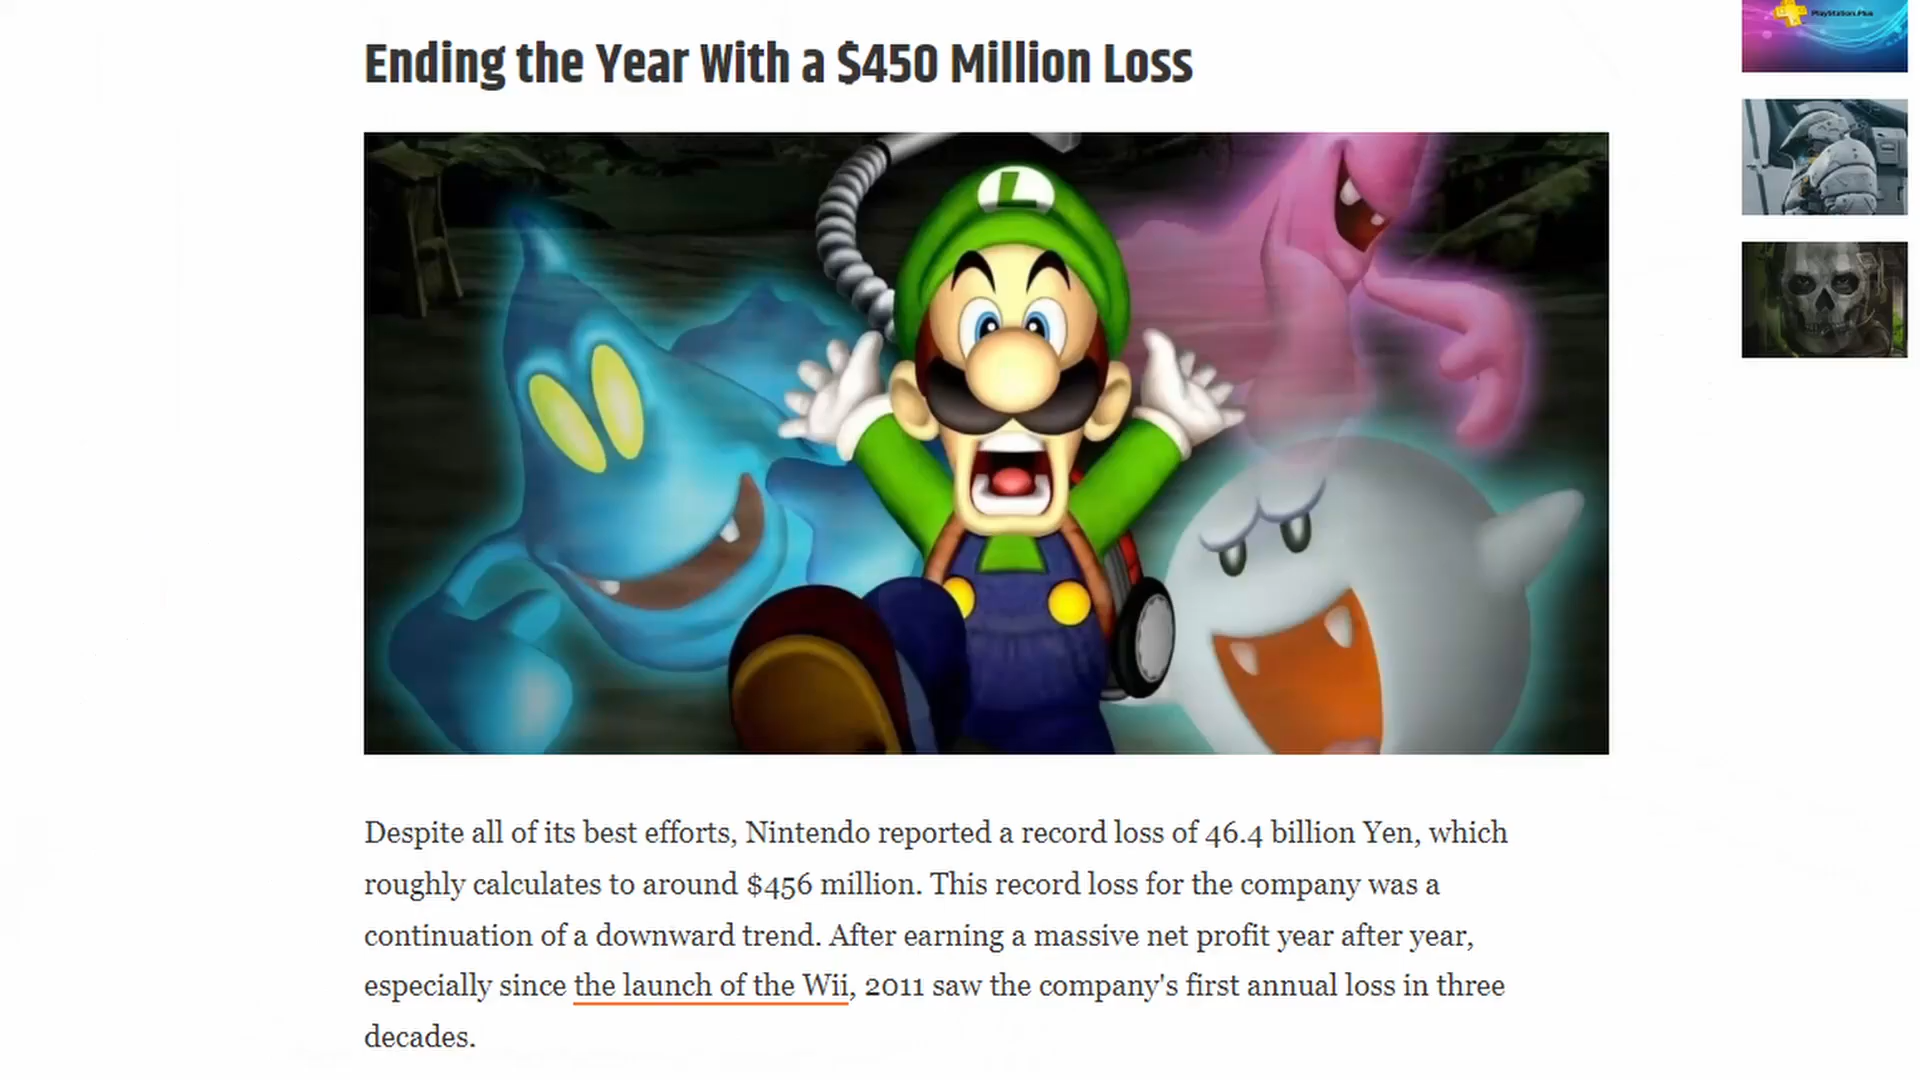 PlayStation.Plus
Ending the Year With a $450 Million Loss
L
Despite all of its best efforts, Nintendo reported a record loss of 46.4 billion Yen, which
roughly calculates to around $456 million. This record loss for the company was a
continuation of a downward trend. After earning a massive net profit year after year,
especially since the launch of the Wii, 2011 saw the company's first annual loss in three
decades.